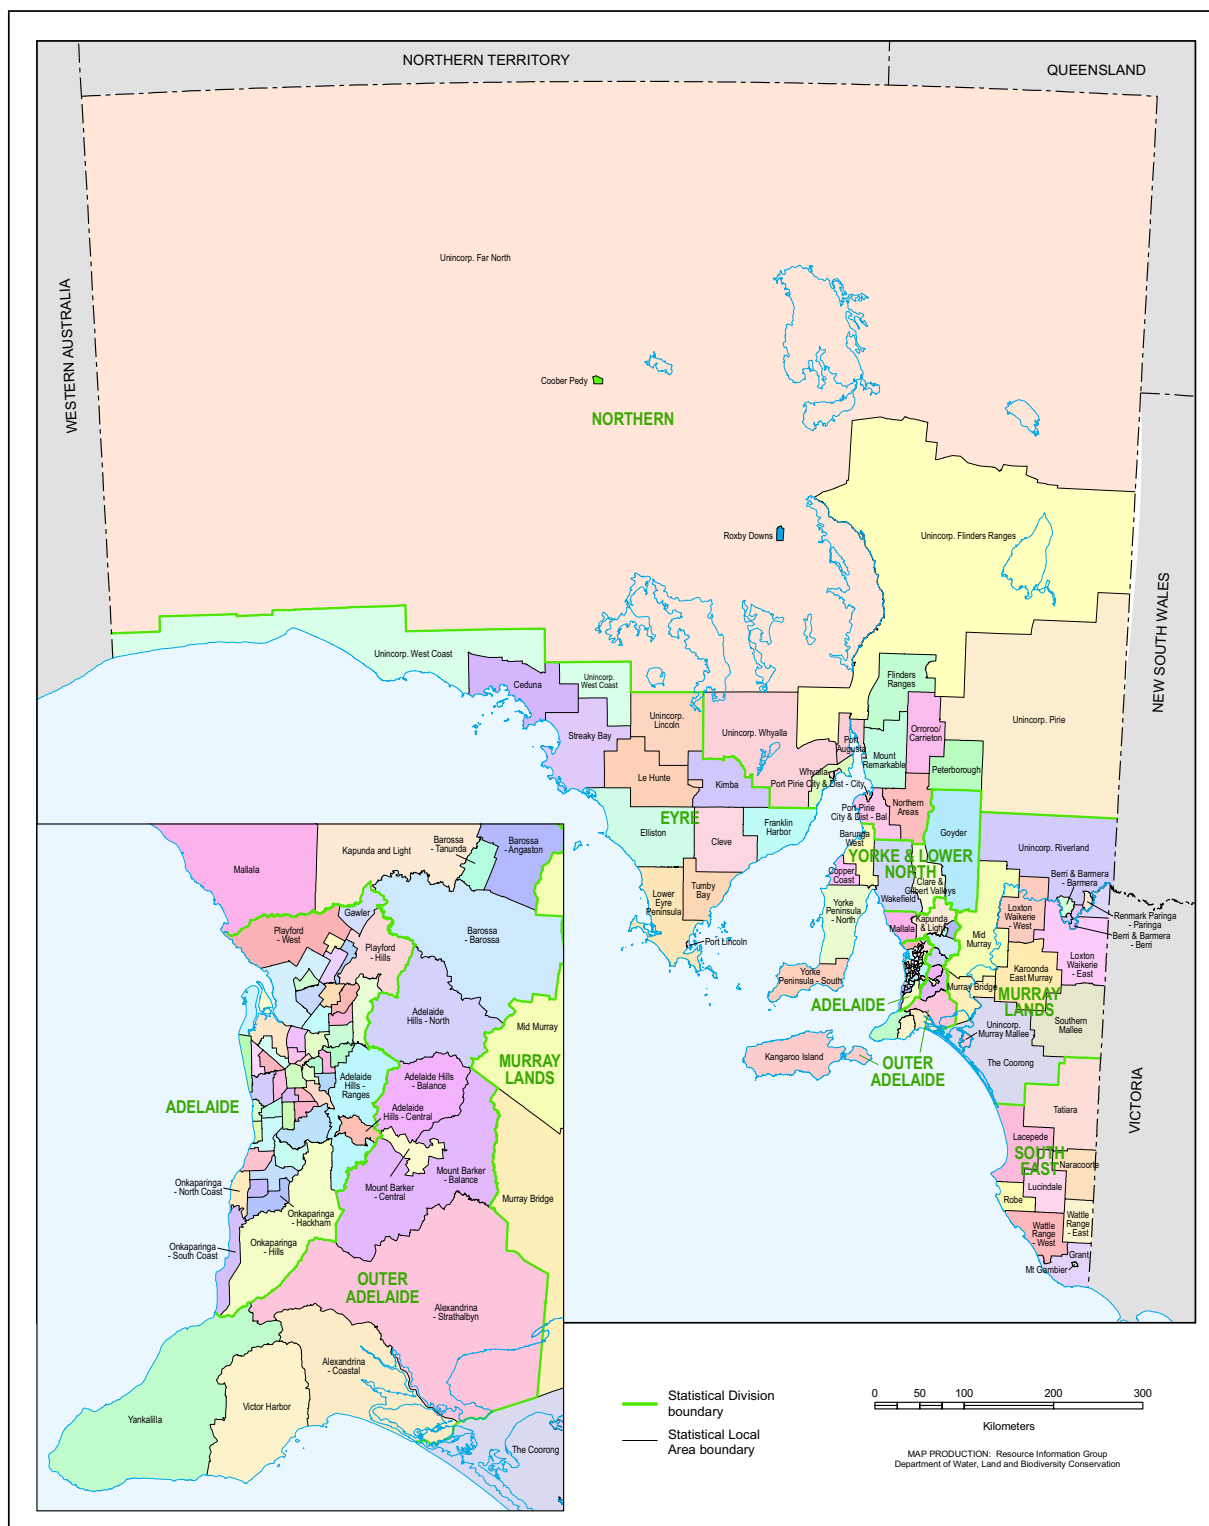 NORTHERN TERRITORY
QUEENSLAND
WESTERN AUSTRALIA
Unincorp. Far North
Coober Pedy
NORTHERN
Roxby Downs
Unincorp. Flinders Ranges
NEW SOUTH WALES
Unincorp. West Coast
Ceduna
Unincorp.
West Coast
Flinders
Ranges
Streaky Bay
Unincorp.
Lincoln
Unincorp. Whyalla
Port
Augusta
Orroroo/
Carrieton
Unincorp. Pirie
Mount
Remarkable
Le Hunte
Kimba
Whyalla
Port Pirie City & Dist - City
Peterborough
Port Pirie
City & Dist - Bal
Northern
Areas
EYRE
Elliston
Cleve
Franklin
Harbor
Barunga
West
Goyder
YORKE & LOWER
NORTH
Unincorp. Riverland
Copper
Coast
Clare &
Gilbert Valleys
Wakefield
Berri & Barmera
- Barmera
Lower
Eyre
Peninsula
Tumby
Bay
Yorke
Peninsula
- North
Loxton
Waikerie
- West
Renmark Paringa
- Paringa
Berri & Barmera
- Berri
Port Lincoln
Mallala
Kapunda
& Light
Mid
Murray
Loxton
Waikerie
- East
Yorke
Peninsula - South
Karoonda
East Murray
Murray Bridge
MURRAY
LANDS
ADELAIDE
Unincorp.
Murray Mallee
Southern
Mallee
Kangaroo Island
OUTER
ADELAIDE
The Coorong
VICTORIA
Tatiara
Lacepede
SOUTH
EAST
Naracoorte
Lucindale
Robe
Wattle
Range
- West
Wattle
Range
- East
Grant
Mt Gambier
Mallala
Kapunda and Light
Barossa
- Tanunda
Barossa
- Angaston
Gawler
Playford
- West
Playford
- Hills
Barossa
- Barossa
Adelaide
Hills - North
Mid Murray
MURRAY
LANDS
Adelaide
Hills -
Ranges
Adelaide Hills
- Balance
Adelaide
Hills - Central
ADELAIDE
Mount Barker
- Central
Mount Barker
- Balance
Onkaparinga
- North Coast
Onkaparinga
- Hackham
Murray Bridge
Onkaparinga
- South Coast
Onkaparinga
- Hills
OUTER
ADELAIDE
Alexandrina
- Strathalbyn
Alexandrina
- Coastal
Yankalilla
Victor Harbor
The Coorong
Statistical Division
boundary
Statistical Local
Area boundary
0 50 100 200 300
Kilometers
MAP PRODUCTION: Resource Information Group
Department of Water, Land and Biodiversity Conservation